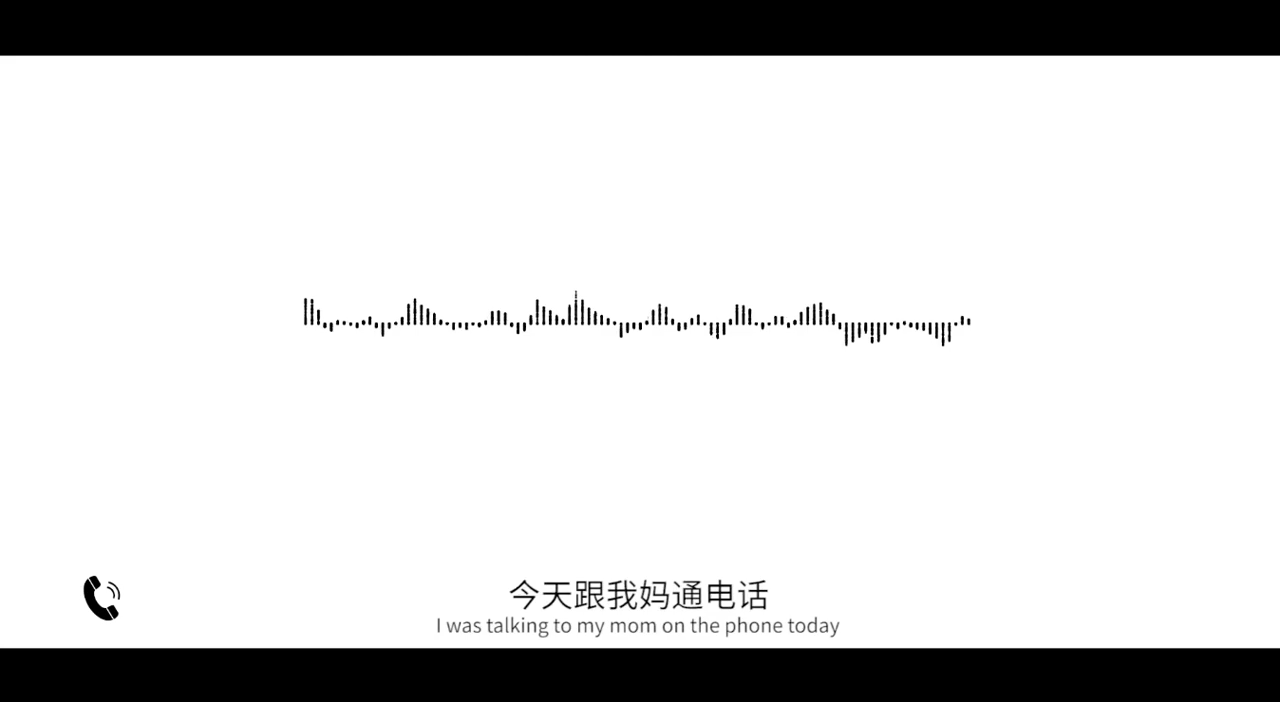 今天跟我妈通电话
I was talking to my mom on the phone today